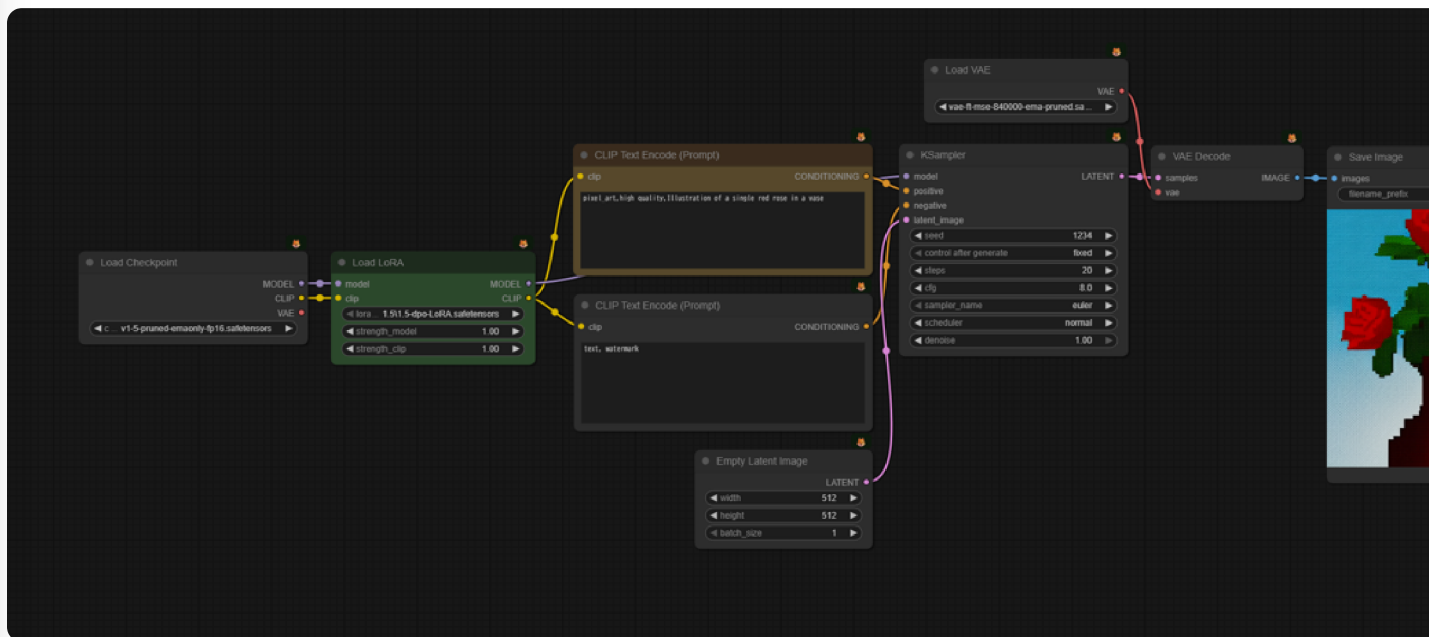 Load Checkpoint
MODEL
CLIP
VAE
c... v1-5-pruned-emaonly-fp16.safetensors
Load LoRA
model MODEL
clip CLIP
lora... 1.5\1.5-dpo-LoRA.safetensors
strength_model 1.00
strength_clip 1.00
CLIP Text Encode (Prompt)
clip CONDITIONING
pixel_art,high quality,Illustration of a single red rose in a vase
CLIP Text Encode (Prompt)
clip CONDITIONING
text, watermark
Empty Latent Image
LATENT
width 512
height 512
batch_size 1
Load VAE
VAE
vae-ft-mse-840000-ema-pruned.sa...
KSampler
model LATENT
positive
negative
latent_image
seed 1234
control after generate fixed
steps 20
cfg 8.0
sampler_name euler
scheduler normal
denoise 1.00
VAE Decode
samples IMAGE
vae
Save Image
images
filename_prefix